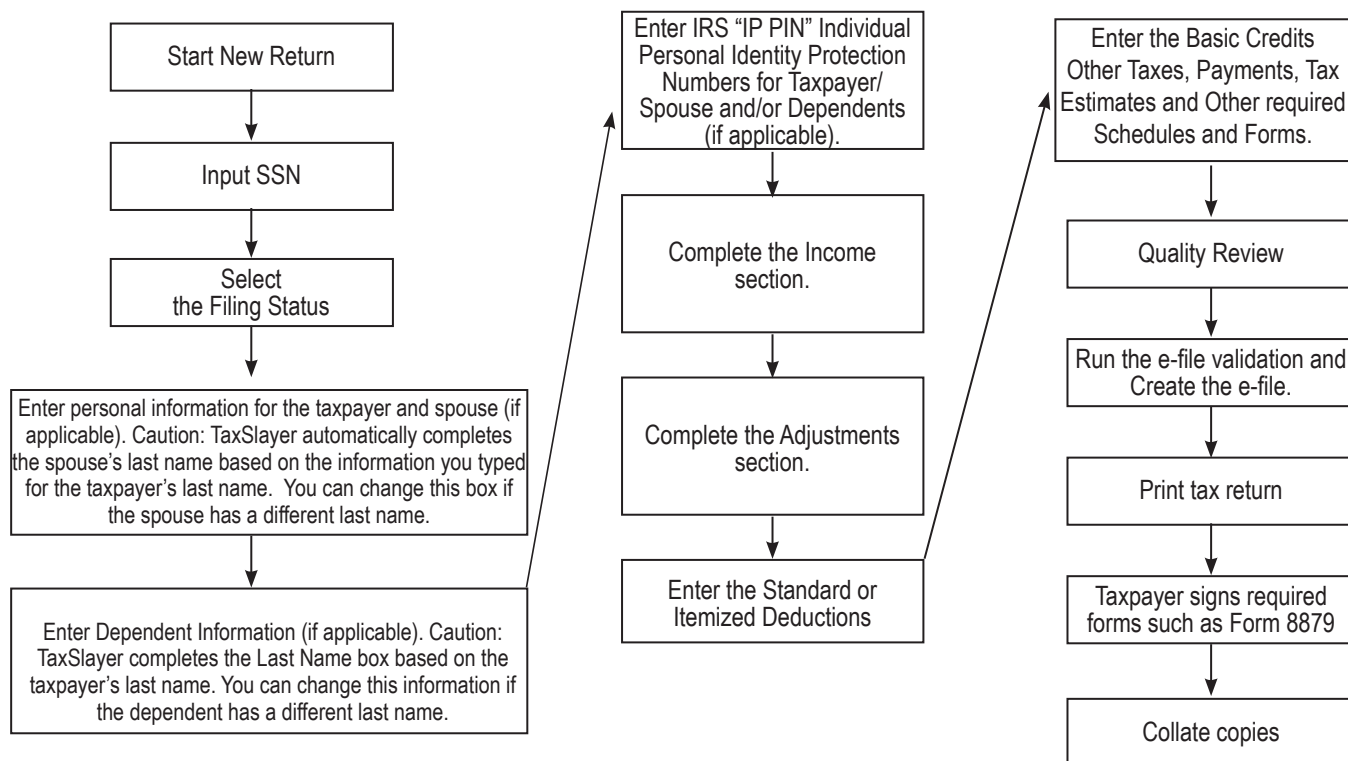 Start New Return
Input SSN
Select
the Filing Status
Enter personal information for the taxpayer and spouse (if
applicable). Caution: TaxSlayer automatically completes
the spouse's last name based on the information you typed
for the taxpayer's last name.  You can change this box if
the spouse has a different last name.
Enter Dependent Information (if applicable). Caution:
TaxSlayer completes the Last Name box based on the
taxpayer's last name. You can change this information if
the dependent has a different last name.
Enter IRS “IP PIN” Individual
Personal Identity Protection
Numbers for Taxpayer/
Spouse and/or Dependents
(if applicable).
Complete the Income
section.
Complete the Adjustments
section.
Enter the Standard or
Itemized Deductions
Enter the Basic Credits
Other Taxes, Payments, Tax
Estimates and Other required
Schedules and Forms.
Quality Review
Run the e-file validation and
Create the e-file.
Print tax return
Taxpayer signs required
forms such as Form 8879
Collate copies